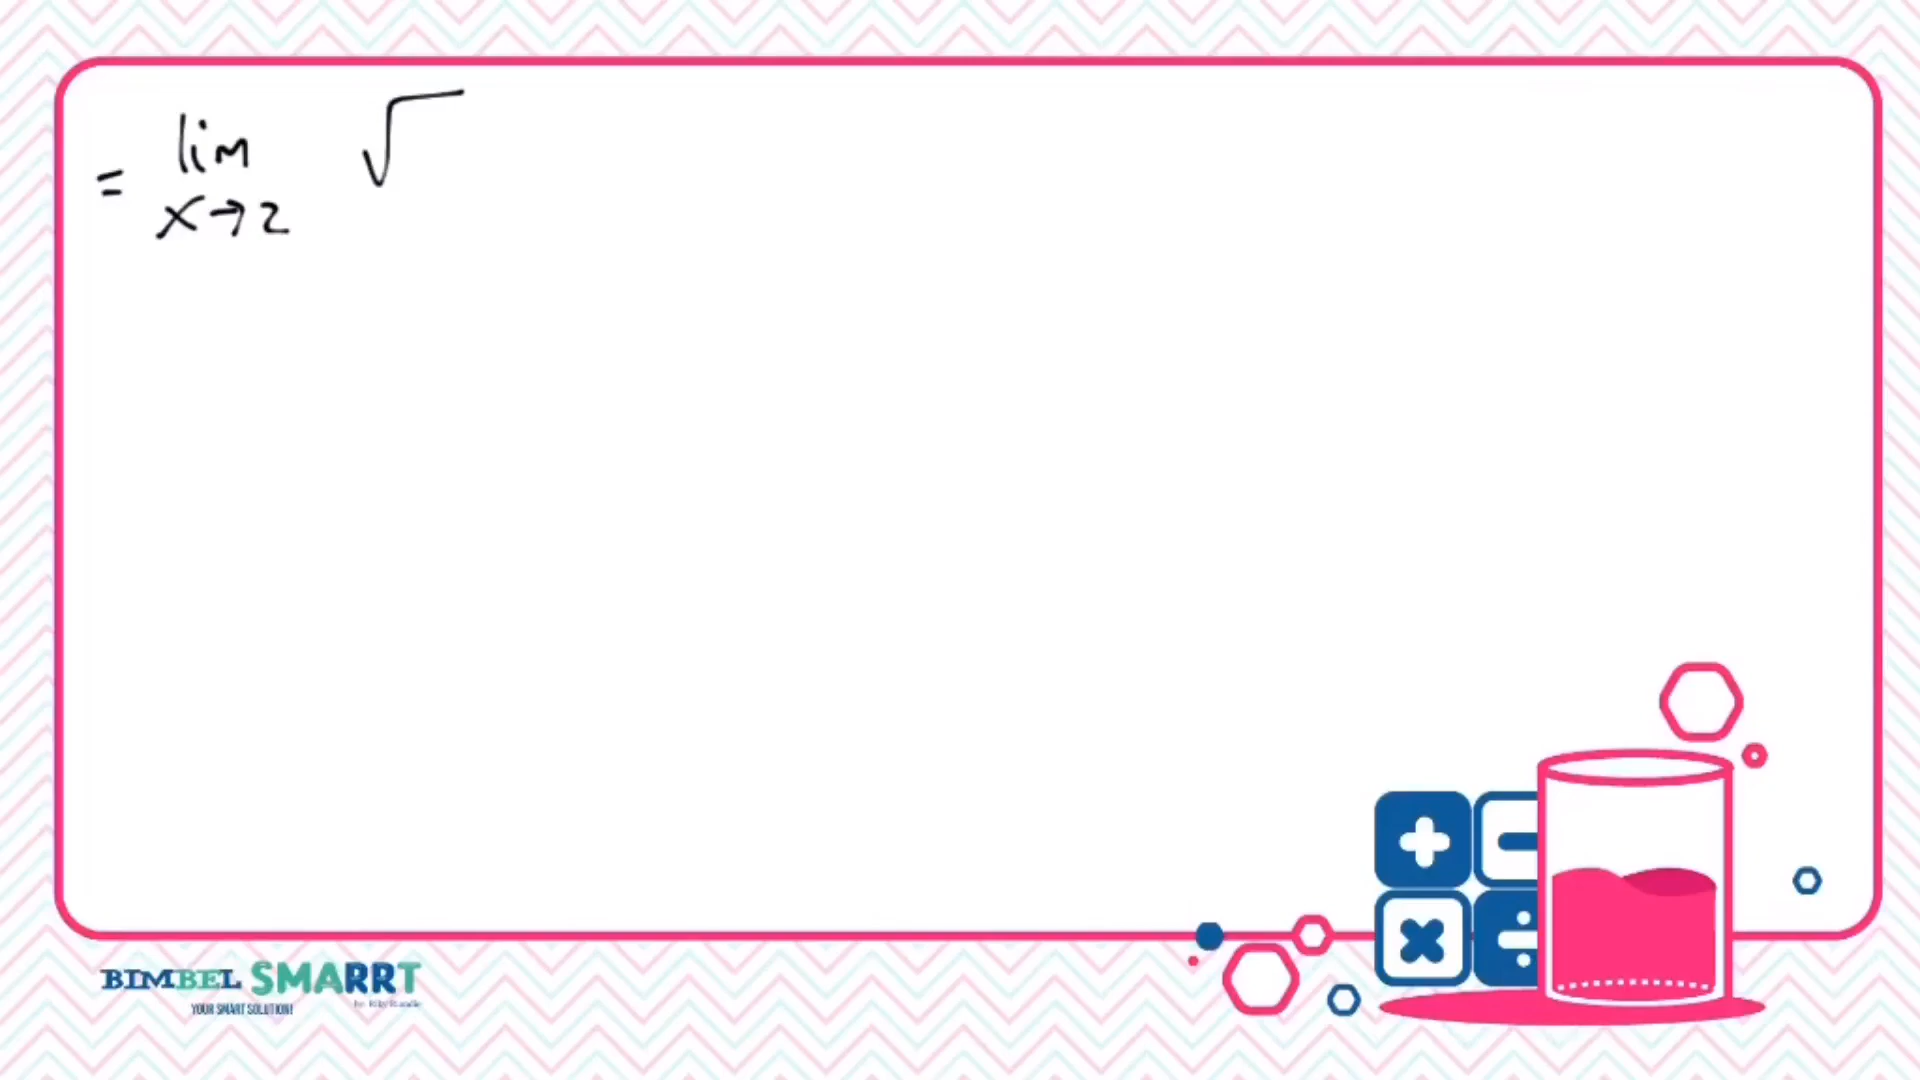 = lim √
x→2
BIMBEL SMARRT
YOUR SMART SOLUTION!